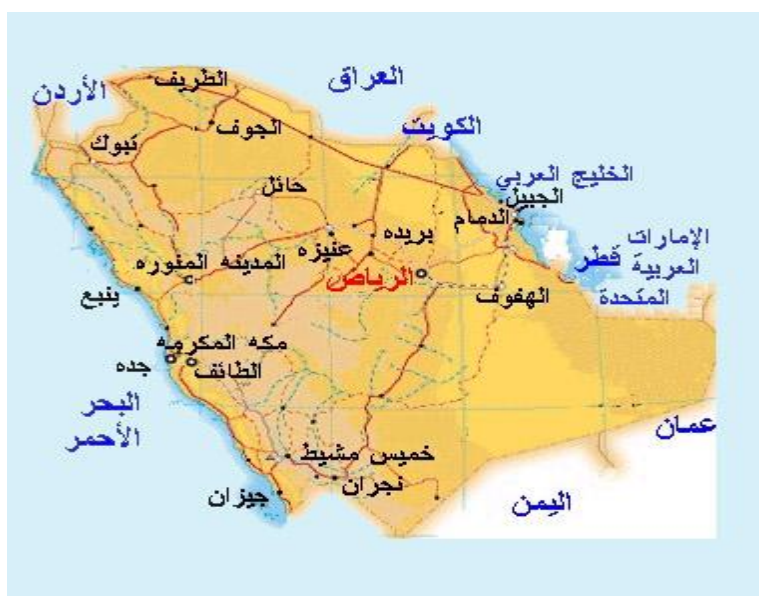 العراق
الطريف
الأردن
الجوف
الكويت
تبوك
الخليج العربي
حائل
الجبيل
الدمام
بريده
عنيزه
الإمارات
العربية
المتحدة
قطر
المدينه المنوره
الرياض
الهفوف
ينبع
مكه المكرمه
الطائف
جده
البحر
الأحمر
عمان
خميس مشيط
نجران
جيزان
اليمن